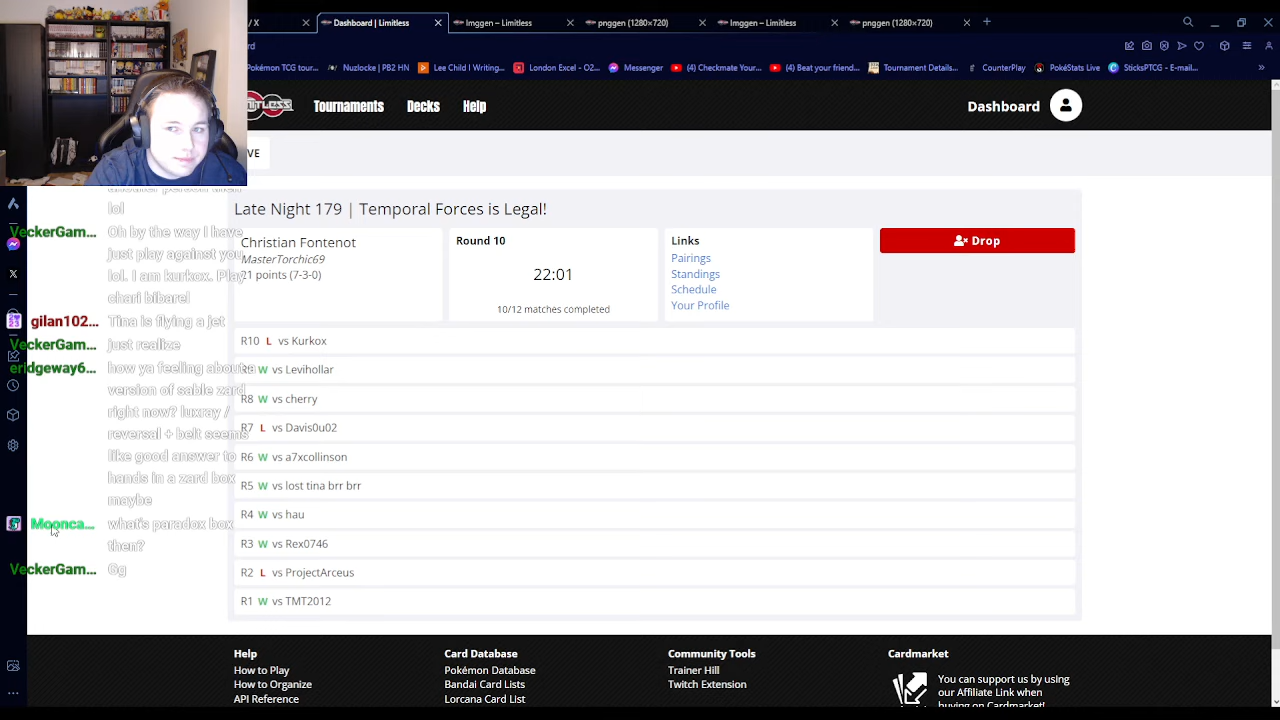 / X
Dashboard | Limitless
Imggen – Limitless
pnggen (1280×720)
Imggen – Limitless
pnggen (1280×720)
Pokémon TCG tour...
Nuzlocke | PB2 HN
Lee Child | Writing...
London Excel - O2...
Messenger
(4) Checkmate Your...
(4) Beat your friend...
Tournament Details...
CounterPlay
PokéStats Live
SticksPTCG - E-mail...
Tournaments
Decks
Help
Dashboard
VE
lol
VeckerGam... Oh by the way I have
just play against you
lol. I am kurkox. Play
chari bibarel
gilan102... Tina is flying a jet
VeckerGam... just realize
eridgeway6... how ya feeling about a
version of sable zard
right now? luxray /
reversal + belt seems
like good answer to
hands in a zard box
maybe
Moonca... what's paradox box
then?
VeckerGam... Gg
Late Night 179 | Temporal Forces is Legal!
Christian Fontenot
MasterTorchic69
21 points (7-3-0)
Round 10
22:01
10/12 matches completed
Links
Pairings
Standings
Schedule
Your Profile
Drop
R10 L vs Kurkox
W vs Levihollar
R8 W vs cherry
R7 L vs Davis0u02
R6 W vs a7xcollinson
R5 W vs lost tina brr brr
R4 W vs hau
R3 W vs Rex0746
R2 L vs ProjectArceus
R1 W vs TMT2012
Help
How to Play
How to Organize
API Reference
Card Database
Pokémon Database
Bandai Card Lists
Lorcana Card List
Community Tools
Trainer Hill
Twitch Extension
Cardmarket
You can support us by using
our Affiliate Link when
buying on Cardmarket!